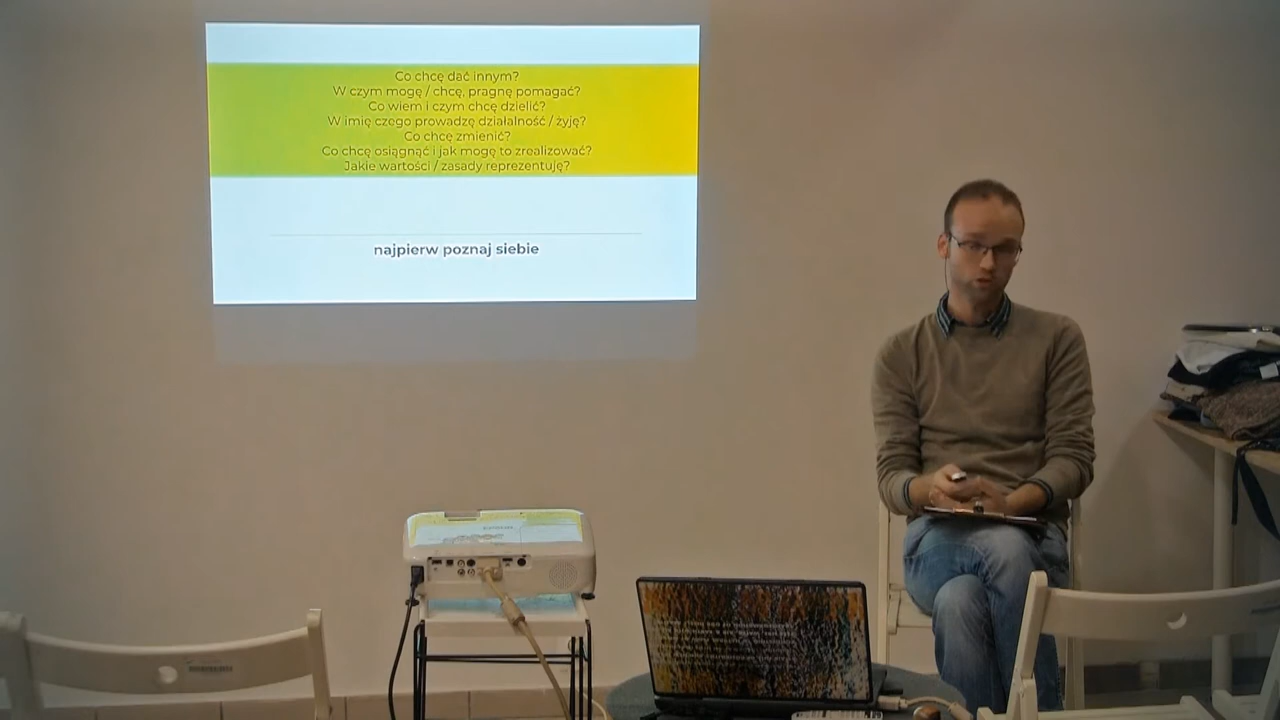 Co chcę dać innym?
W czym mogę / chcę, pragnę pomagać?
Co wiem i czym chcę dzielić?
W imię czego prowadzę działalność / żyję?
Co chcę zmienić?
Co chcę osiągnąć i jak mogę to zrealizować?
Jakie wartości / zasady reprezentuję?
najpierw poznaj siebie